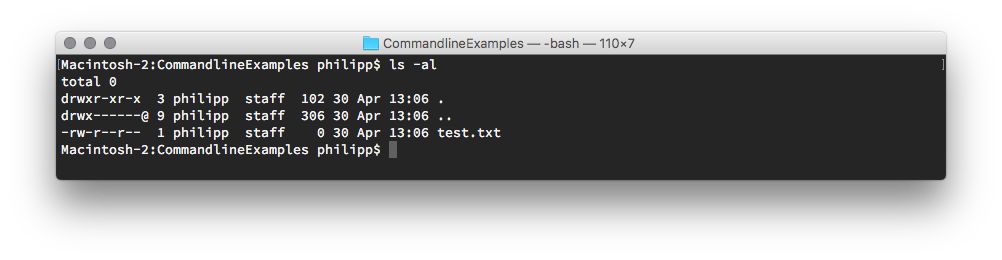 CommandlineExamples — -bash — 110×7
[Macintosh-2:CommandlineExamples philipp$ ls -al ]
total 0
drwxr-xr-x  3 philipp  staff  102 30 Apr 13:06 .
drwx------@ 9 philipp  staff  306 30 Apr 13:06 ..
-rw-r--r--  1 philipp  staff    0 30 Apr 13:06 test.txt
Macintosh-2:CommandlineExamples philipp$